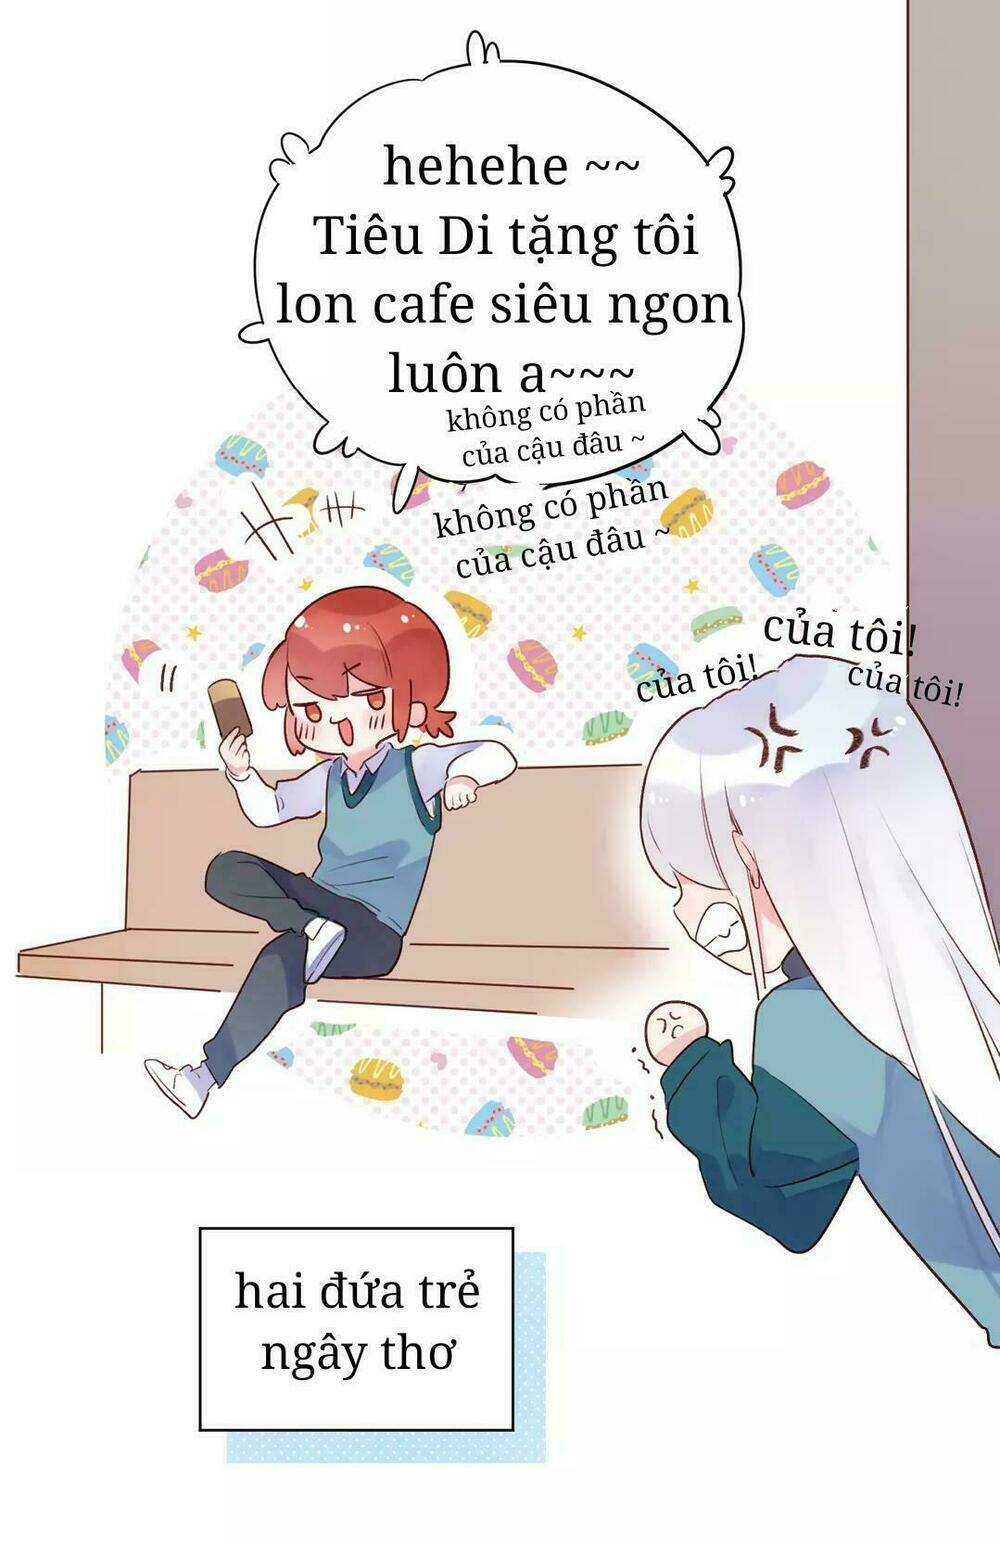 hehehe ~~
Tiêu Di tặng tôi
lon cafe siêu ngon
luôn a~~~
không có phần
của cậu đâu ~
không có phần
của cậu đâu ~
của tôi!
của tôi!
của tôi!
hai đứa trẻ
ngây thơ